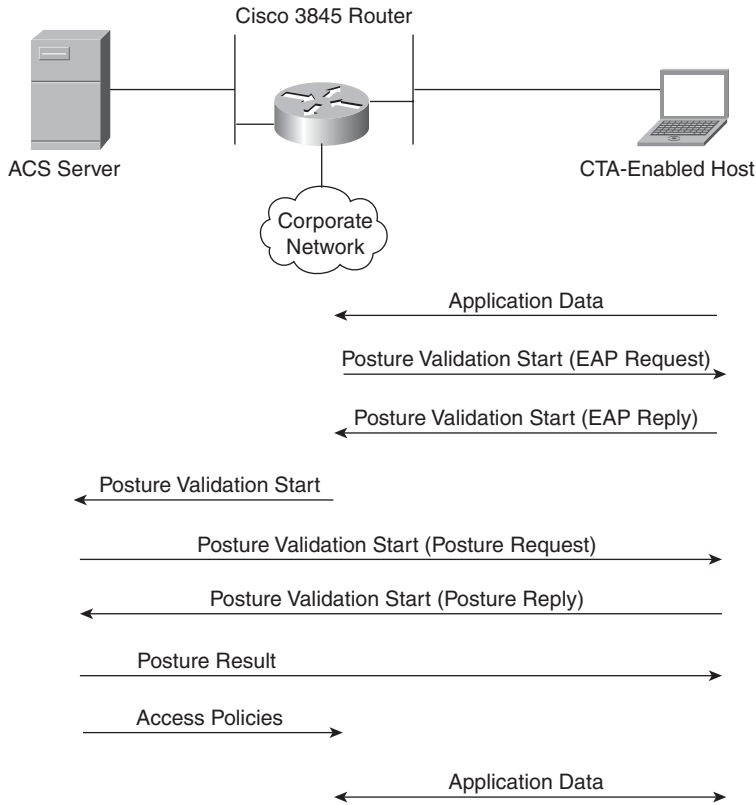 Cisco 3845 Router
ACS Server
CTA-Enabled Host
Corporate
Network
Application Data
Posture Validation Start (EAP Request)
Posture Validation Start (EAP Reply)
Posture Validation Start
Posture Validation Start (Posture Request)
Posture Validation Start (Posture Reply)
Posture Result
Access Policies
Application Data